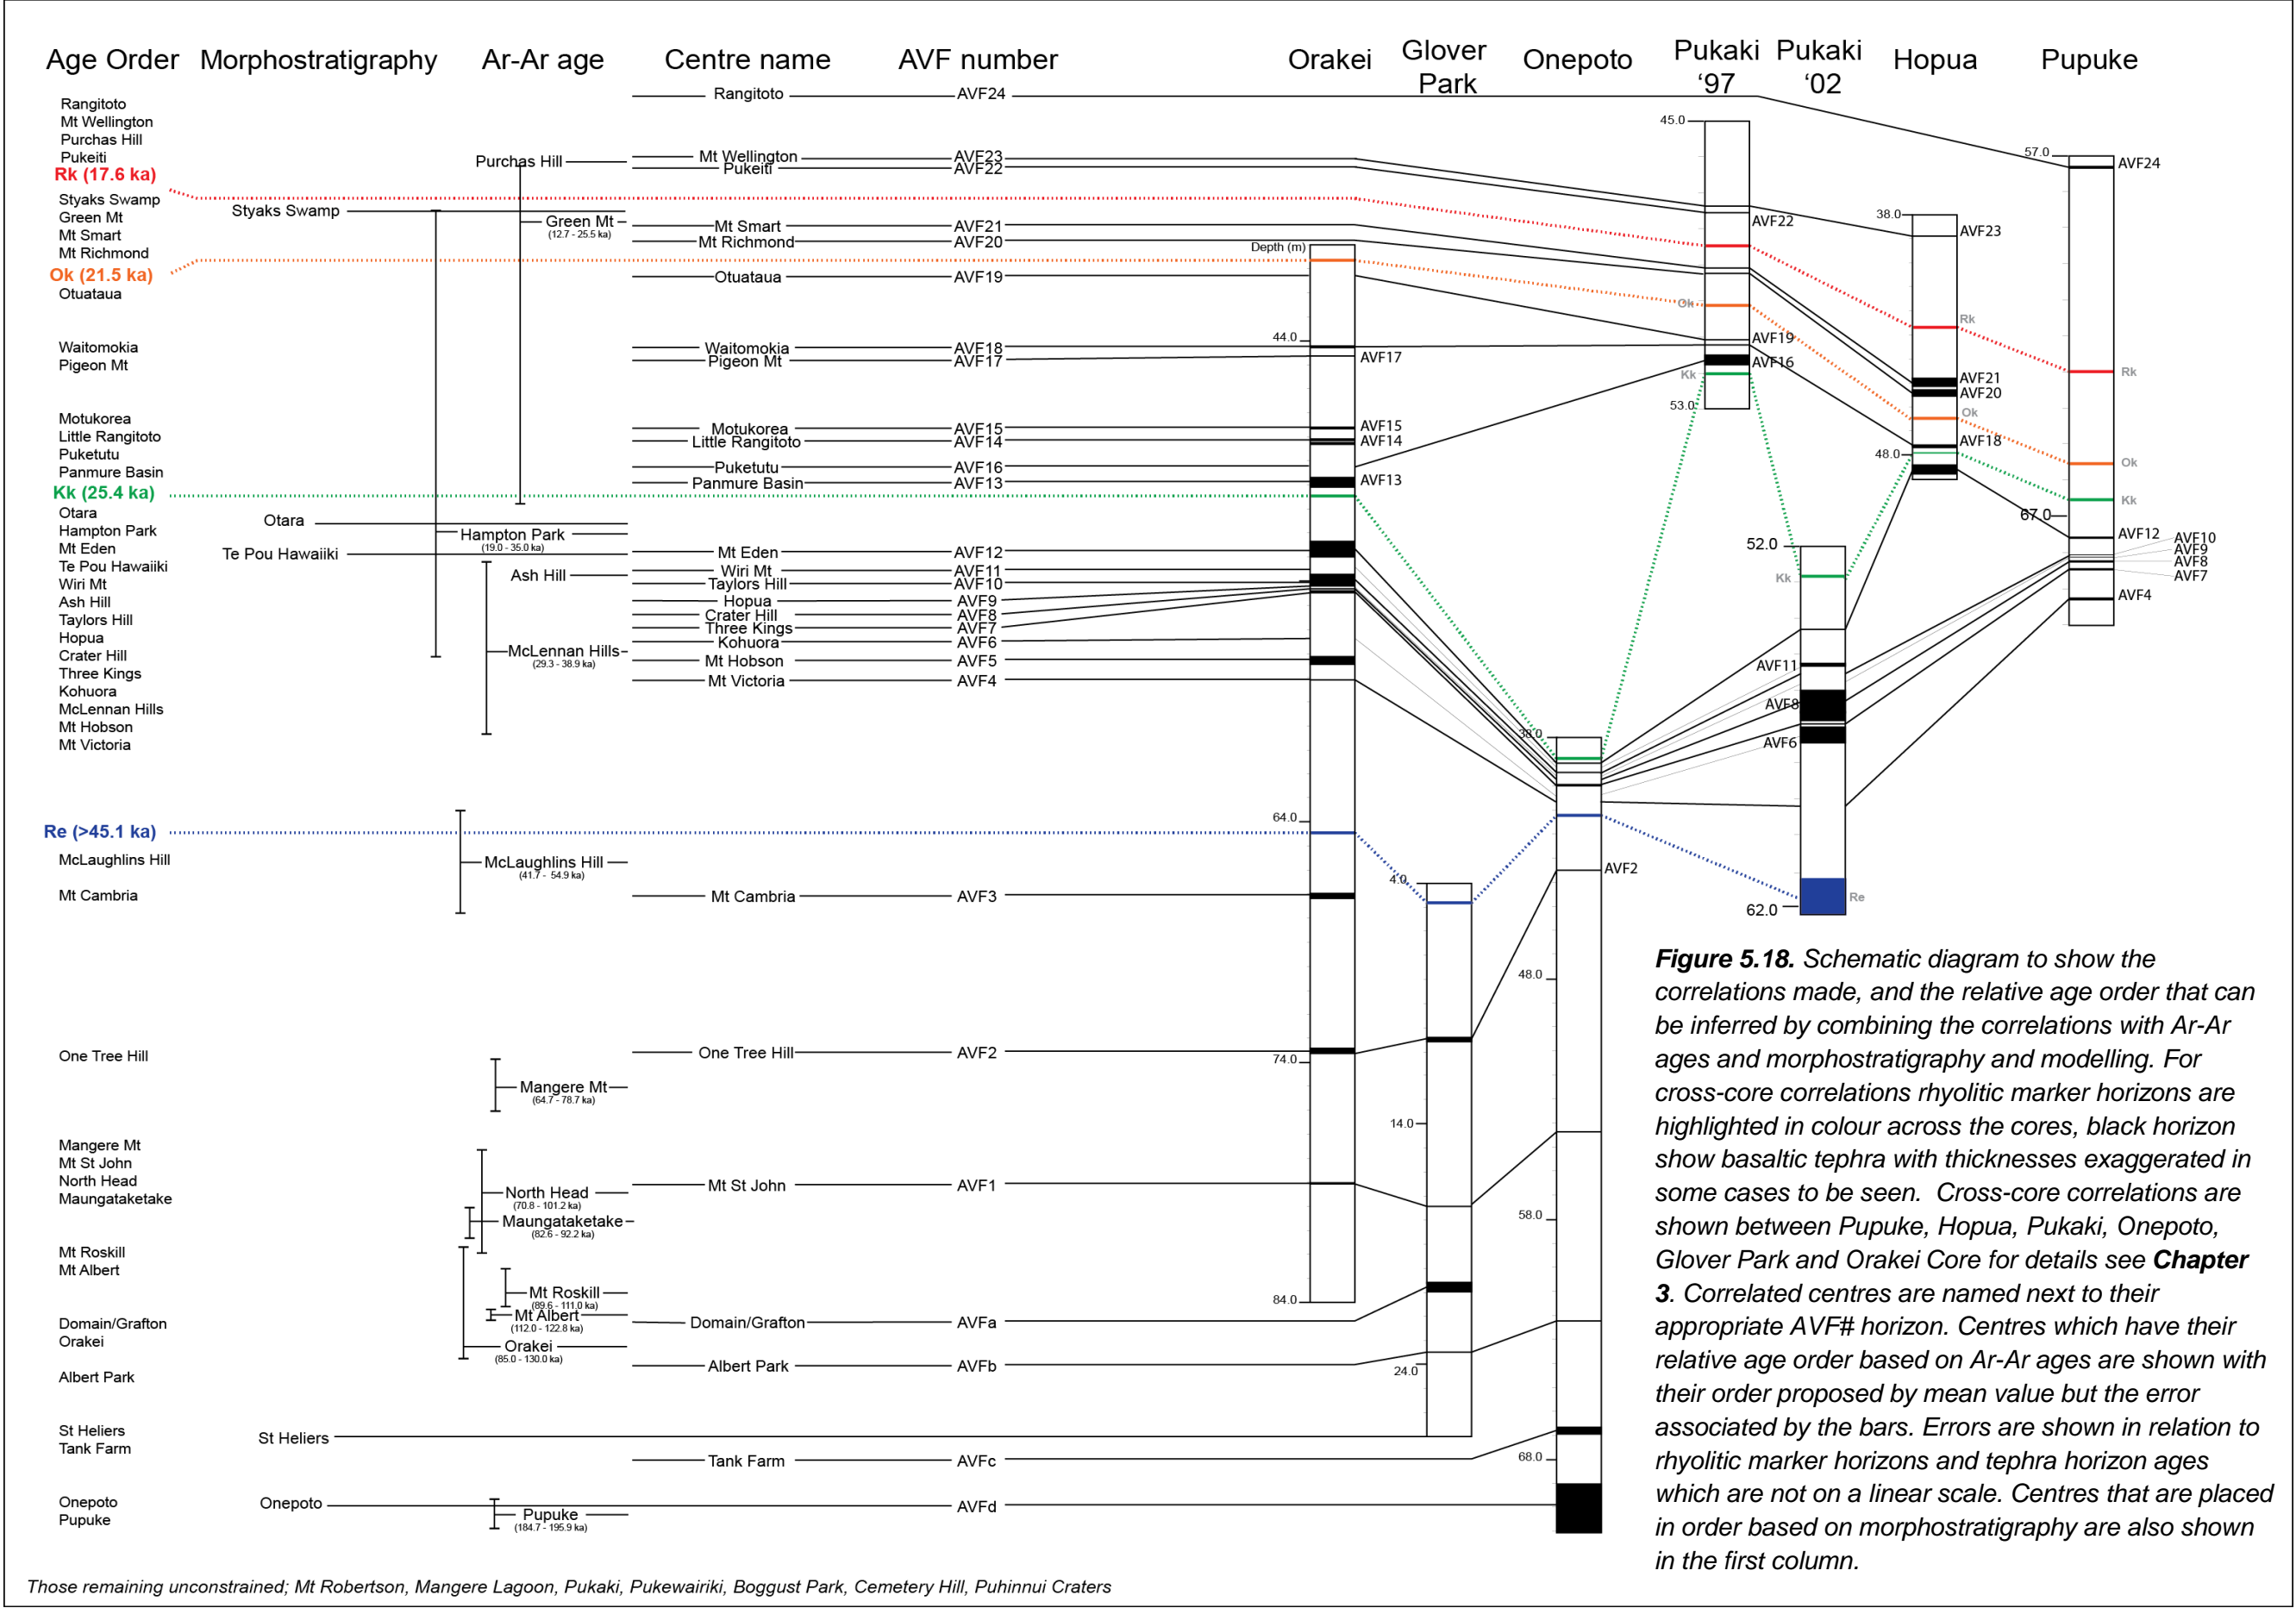 Age Order
Morphostratigraphy
Ar-Ar age
Centre name
AVF number
Orakei
Glover
Park
Onepoto
Pukaki
‘97
Pukaki
‘02
Hopua
Pupuke
Rangitoto
Mt Wellington
Purchas Hill
Pukeiti
Rk (17.6 ka)
Styaks Swamp
Green Mt
Mt Smart
Mt Richmond
Ok (21.5 ka)
Otuataua
Waitomokia
Pigeon Mt
Motukorea
Little Rangitoto
Puketutu
Panmure Basin
Kk (25.4 ka)
Otara
Hampton Park
Mt Eden
Te Pou Hawaiiki
Wiri Mt
Ash Hill
Taylors Hill
Hopua
Crater Hill
Three Kings
Kohuora
McLennan Hills
Mt Hobson
Mt Victoria
Re (>45.1 ka)
McLaughlins Hill
Mt Cambria
One Tree Hill
Mangere Mt
Mt St John
North Head
Maungataketake
Mt Roskill
Mt Albert
Domain/Grafton
Orakei
Albert Park
St Heliers
Tank Farm
Onepoto
Pupuke
Styaks Swamp
Otara
Te Pou Hawaiiki
St Heliers
Onepoto
Purchas Hill
Green Mt
(12.7 - 25.5 ka)
Hampton Park
(19.0 - 35.0 ka)
Ash Hill
McLennan Hills
(29.3 - 38.9 ka)
McLaughlins Hill
(41.7 - 54.9 ka)
Mangere Mt
(64.7 - 78.7 ka)
North Head
(70.8 - 101.2 ka)
Maungataketake
(82.6 - 92.2 ka)
Mt Roskill
(89.6 - 111.0 ka)
Mt Albert
(112.0 - 122.8 ka)
Orakei
(85.0 - 130.0 ka)
Pupuke
(184.7 - 195.9 ka)
Rangitoto AVF24
Mt Wellington AVF23
Pukeiti AVF22
Mt Smart AVF21
Mt Richmond AVF20
Otuataua AVF19
Waitomokia AVF18
Pigeon Mt AVF17
Motukorea AVF15
Little Rangitoto AVF14
Puketutu AVF16
Panmure Basin AVF13
Mt Eden AVF12
Wiri Mt AVF11
Taylors Hill AVF10
Hopua AVF9
Crater Hill AVF8
Three Kings AVF7
Kohuora AVF6
Mt Hobson AVF5
Mt Victoria AVF4
Mt Cambria AVF3
One Tree Hill AVF2
Mt St John AVF1
Domain/Grafton AVFa
Albert Park AVFb
Tank Farm AVFc
AVFd
Depth (m)
44.0
AVF17
AVF15
AVF14
AVF13
64.0
74.0
84.0
4.0
14.0
24.0
38.0
AVF2
48.0
58.0
68.0
45.0
AVF22
Ok
AVF19
AVF16
Kk
53.0
52.0
Kk
AVF11
AVF8
AVF6
62.0
Re
38.0
AVF23
Rk
AVF21
AVF20
Ok
AVF18
48.0
57.0
AVF24
Rk
Ok
Kk
67.0
AVF12
AVF10
AVF9
AVF8
AVF7
AVF4
Figure 5.18. Schematic diagram to show the
correlations made, and the relative age order that can
be inferred by combining the correlations with Ar-Ar
ages and morphostratigraphy and modelling. For
cross-core correlations rhyolitic marker horizons are
highlighted in colour across the cores, black horizon
show basaltic tephra with thicknesses exaggerated in
some cases to be seen. Cross-core correlations are
shown between Pupuke, Hopua, Pukaki, Onepoto,
Glover Park and Orakei Core for details see Chapter
3. Correlated centres are named next to their
appropriate AVF# horizon. Centres which have their
relative age order based on Ar-Ar ages are shown with
their order proposed by mean value but the error
associated by the bars. Errors are shown in relation to
rhyolitic marker horizons and tephra horizon ages
which are not on a linear scale. Centres that are placed
in order based on morphostratigraphy are also shown
in the first column.
Those remaining unconstrained; Mt Robertson, Mangere Lagoon, Pukaki, Pukewairiki, Boggust Park, Cemetery Hill, Puhinnui Craters